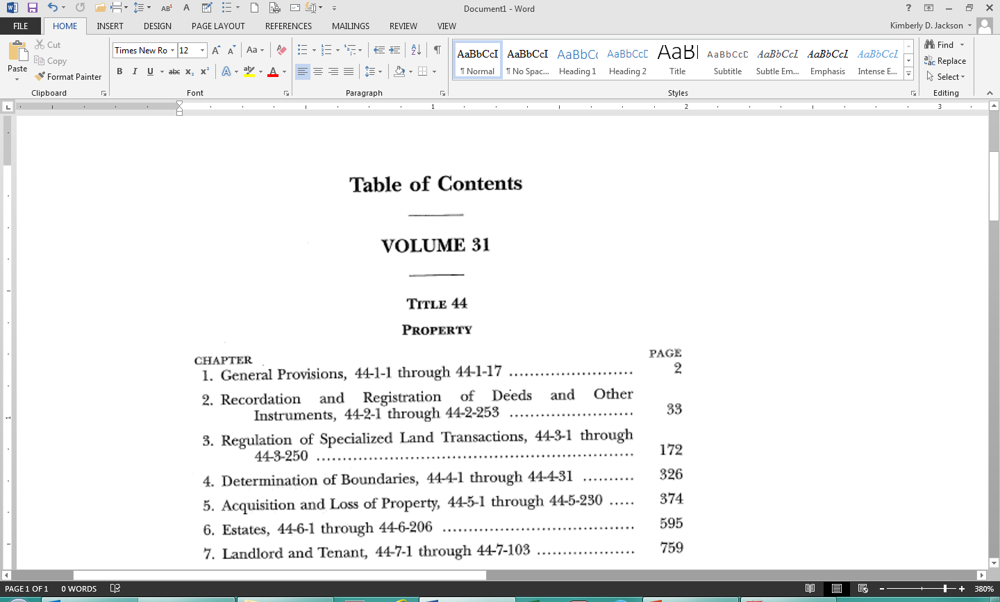 Document1 - Word
FILE HOME INSERT DESIGN PAGE LAYOUT REFERENCES MAILINGS REVIEW VIEW Kimberly D. Jackson
Paste
Cut
Copy
Format Painter
Clipboard
Times New Ro 12
Font
Paragraph
AaBbCcI AaBbCcI AaBbCc AaBbCcD AaBl AaBbCcD AaBbCcI AaBbCcI AaBbCcI
¶ Normal ¶ No Spac... Heading 1 Heading 2 Title Subtitle Subtle Em... Emphasis Intense E...
Styles
Find
Replace
Select
Editing
1 2 3
Table of Contents
VOLUME 31
TITLE 44
PROPERTY
CHAPTER PAGE
1. General Provisions, 44-1-1 through 44-1-17 ........................ 2
2. Recordation and Registration of Deeds and Other
Instruments, 44-2-1 through 44-2-253 ........................ 33
3. Regulation of Specialized Land Transactions, 44-3-1 through
44-3-250 ............................................................. 172
4. Determination of Boundaries, 44-4-1 through 44-4-31 .......... 326
5. Acquisition and Loss of Property, 44-5-1 through 44-5-230 ..... 374
6. Estates, 44-6-1 through 44-6-206 ..................................... 595
7. Landlord and Tenant, 44-7-1 through 44-7-103 ................... 759
PAGE 1 OF 1 0 WORDS 380%